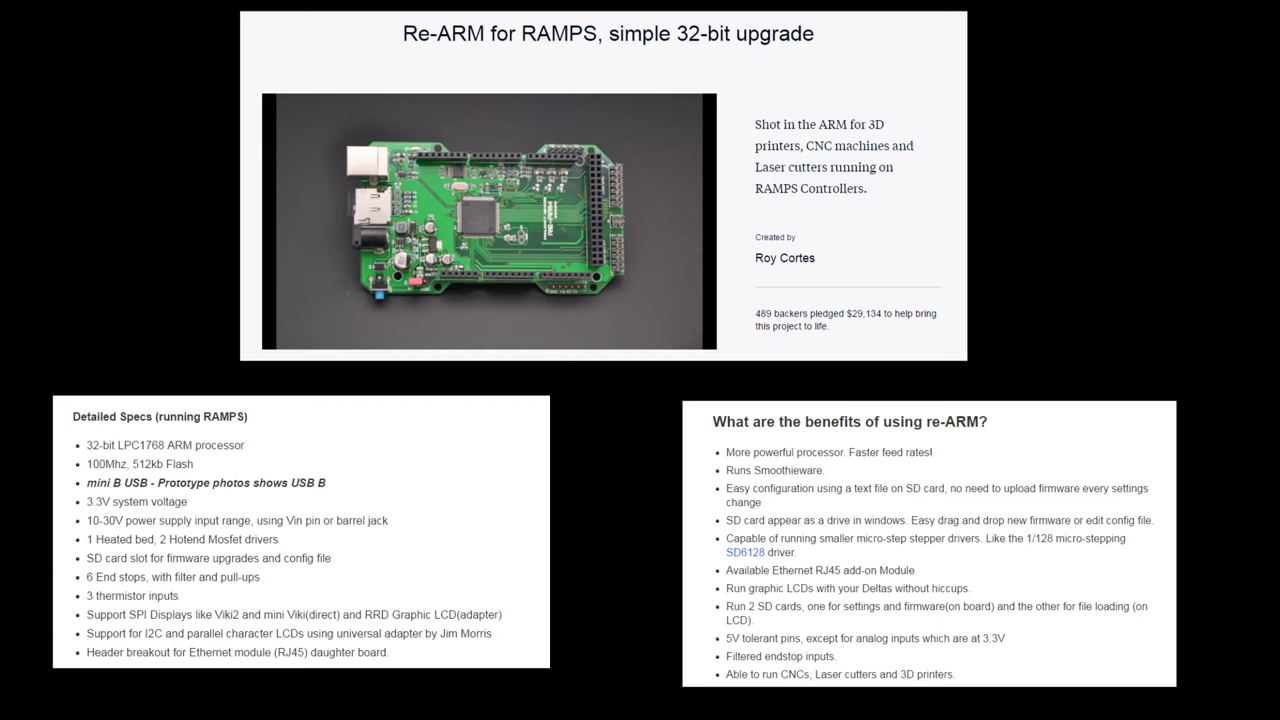 Re-ARM for RAMPS, simple 32-bit upgrade
Shot in the ARM for 3D
printers, CNC machines and
Laser cutters running on
RAMPS Controllers.
Created by
Roy Cortes
489 backers pledged $29,134 to help bring
this project to life.
Detailed Specs (running RAMPS)
• 32-bit LPC1768 ARM processor
• 100Mhz, 512kb Flash
• mini B USB - Prototype photos shows USB B
• 3.3V system voltage
• 10-30V power supply input range, using Vin pin or barrel jack
• 1 Heated bed, 2 Hotend Mosfet drivers
• SD card slot for firmware upgrades and config file
• 6 End stops, with filter and pull-ups
• 3 thermistor inputs
• Support SPI Displays like Viki2 and mini Viki(direct) and RRD Graphic LCD(adapter)
• Support for I2C and parallel character LCDs using universal adapter by Jim Morris
• Header breakout for Ethernet module (RJ45) daughter board.
What are the benefits of using re-ARM?
• More powerful processor. Faster feed rates!
• Runs Smoothieware.
• Easy configuration using a text file on SD card, no need to upload firmware every settings
change
• SD card appear as a drive in windows. Easy drag and drop new firmware or edit config file.
• Capable of running smaller micro-step stepper drivers. Like the 1/128 micro-stepping
SD6128 driver.
• Available Ethernet RJ45 add-on Module
• Run graphic LCDs with your Deltas without hiccups.
• Run 2 SD cards, one for settings and firmware(on board) and the other for file loading (on
LCD).
• 5V tolerant pins, except for analog inputs which are at 3.3V
• Filtered endstop inputs.
• Able to run CNCs, Laser cutters and 3D printers.